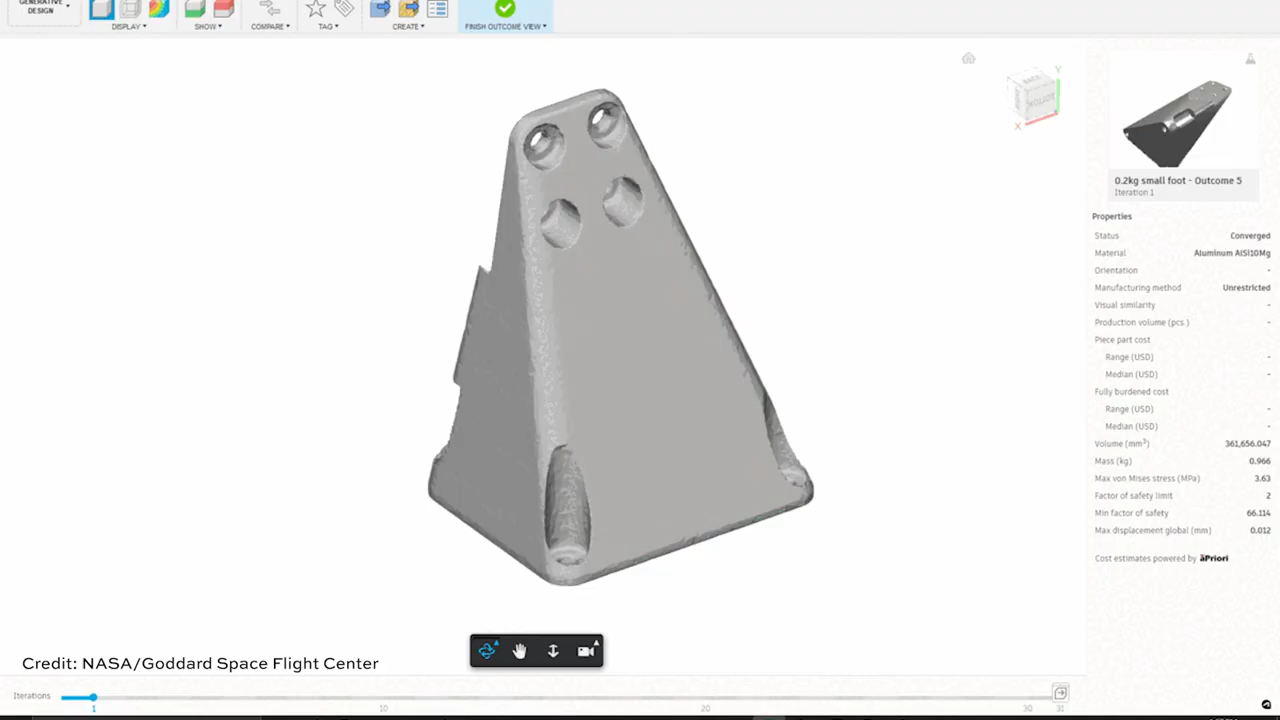 GENERATIVE
DESIGN
DISPLAY
SHOW
COMPARE
TAG
CREATE
FINISH OUTCOME VIEW
Y
X
BACK
0.2kg small foot - Outcome 5
Iteration 1
Properties
Status Converged
Material Aluminum AlSi10Mg
Orientation -
Manufacturing method Unrestricted
Visual similarity -
Production volume (pcs.) -
Piece part cost
Range (USD) -
Median (USD) -
Fully burdened cost
Range (USD) -
Median (USD) -
Volume (mm³) 361,656.047
Mass (kg) 0.966
Max von Mises stress (MPa) 3.63
Factor of safety limit 2
Min factor of safety 66.114
Max displacement global (mm) 0.012
Cost estimates powered by aPriori
Credit: NASA/Goddard Space Flight Center
Iterations
1 10 20 30 31